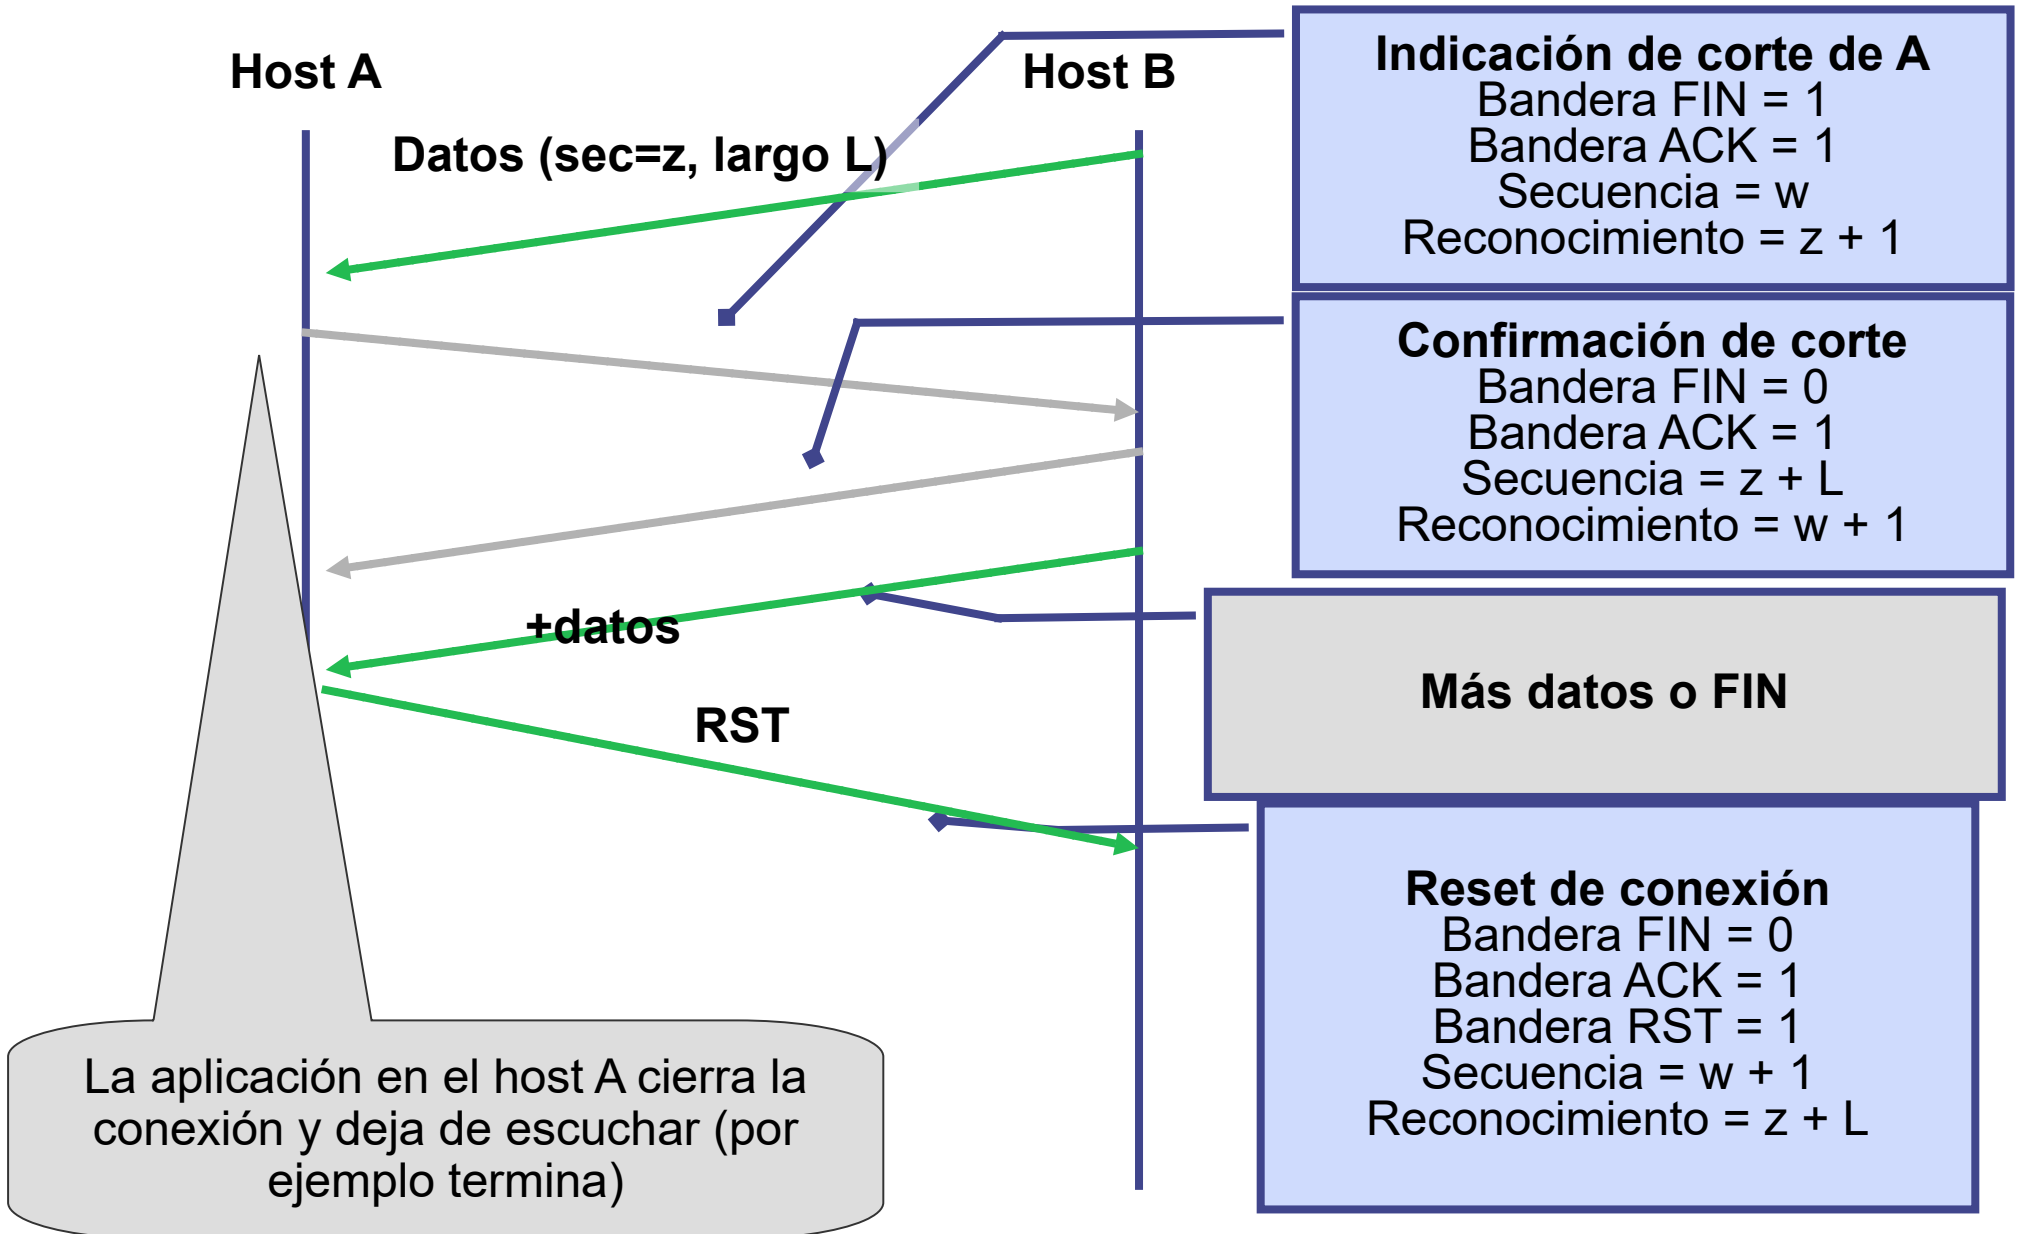 Host A
Host B
Datos (sec=z, largo L)
+datos
RST
La aplicación en el host A cierra la
conexión y deja de escuchar (por
ejemplo termina)
Indicación de corte de A
Bandera FIN = 1
Bandera ACK = 1
Secuencia = w
Reconocimiento = z + 1
Confirmación de corte
Bandera FIN = 0
Bandera ACK = 1
Secuencia = z + L
Reconocimiento = w + 1
Más datos o FIN
Reset de conexión
Bandera FIN = 0
Bandera ACK = 1
Bandera RST = 1
Secuencia = w + 1
Reconocimiento = z + L